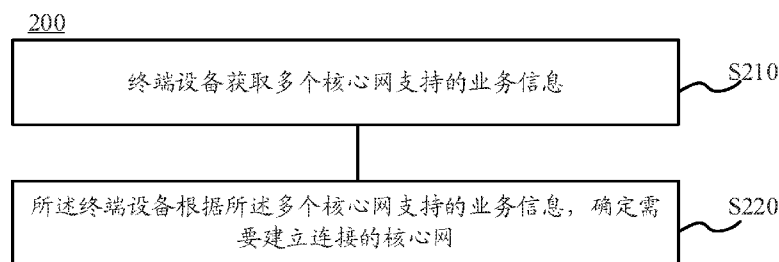 200
终端设备获取多个核心网支持的业务信息
S210
所述终端设备根据所述多个核心网支持的业务信息，确定需
要建立连接的核心网
S220